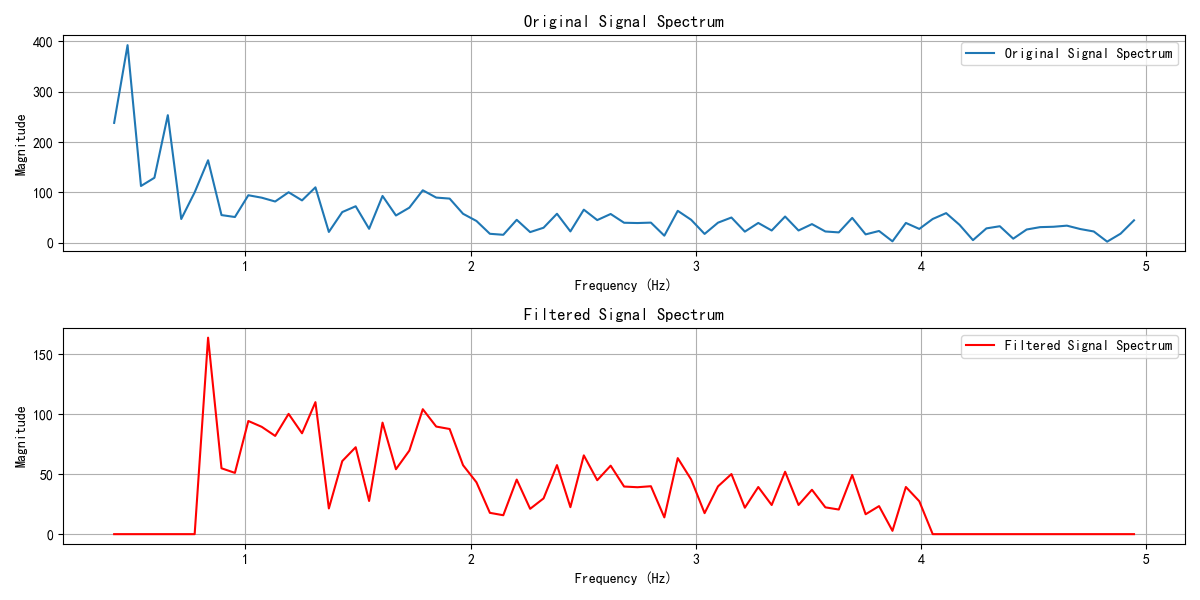 Original Signal Spectrum
400
300
200
100
0
Magnitude
Original Signal Spectrum
1 2 3 4 5
Frequency (Hz)
Filtered Signal Spectrum
150
100
50
0
Magnitude
Filtered Signal Spectrum
1 2 3 4 5
Frequency (Hz)